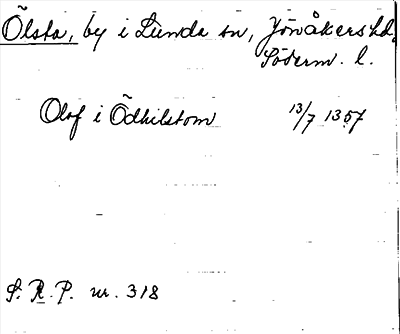 Ölsta, by i Lunda sn, Jönåkers hd,
Söderm. l.
Olof i Ödhilstom 13/7 1357
S. R. P. nr. 318